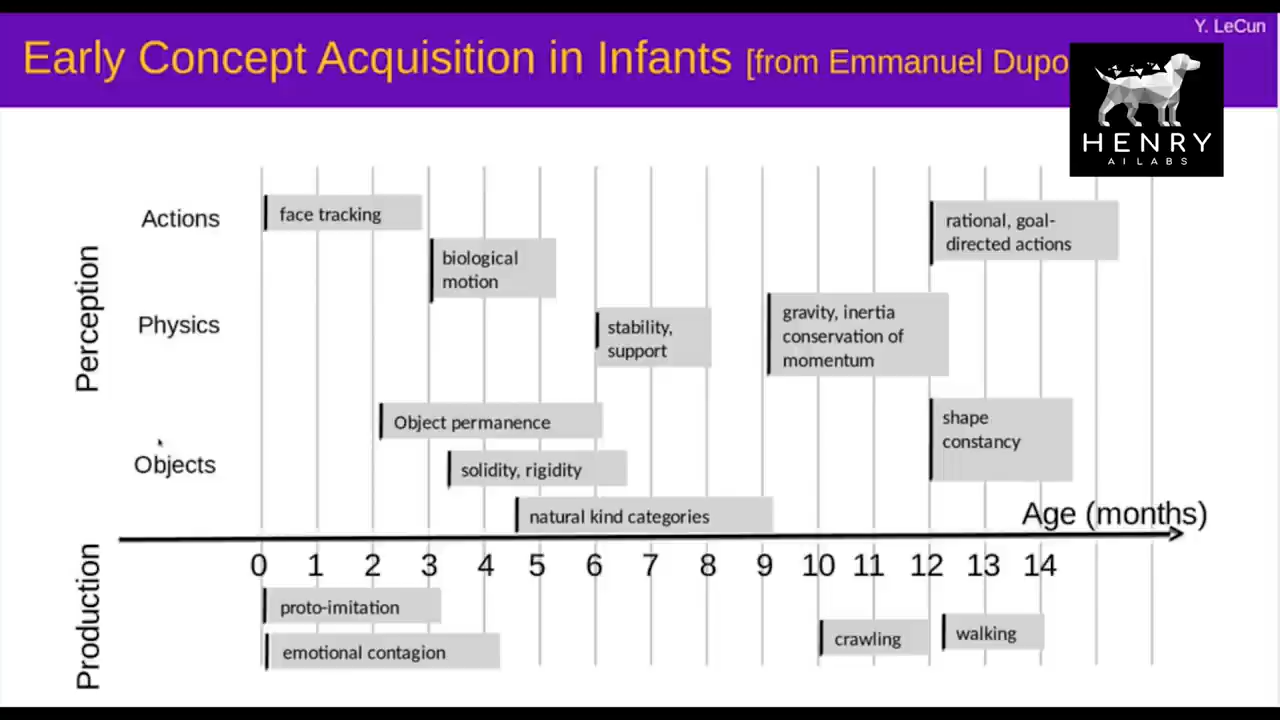 Y. LeCun
Early Concept Acquisition in Infants [from Emmanuel Dupo
HENRY
AI LABS
Perception
Actions
face tracking
rational, goal-
directed actions
biological
motion
Physics
stability,
support
gravity, inertia
conservation of
momentum
Objects
Object permanence
shape
constancy
solidity, rigidity
natural kind categories
Age (months)
0 1 2 3 4 5 6 7 8 9 10 11 12 13 14
Production
proto-imitation
emotional contagion
crawling
walking